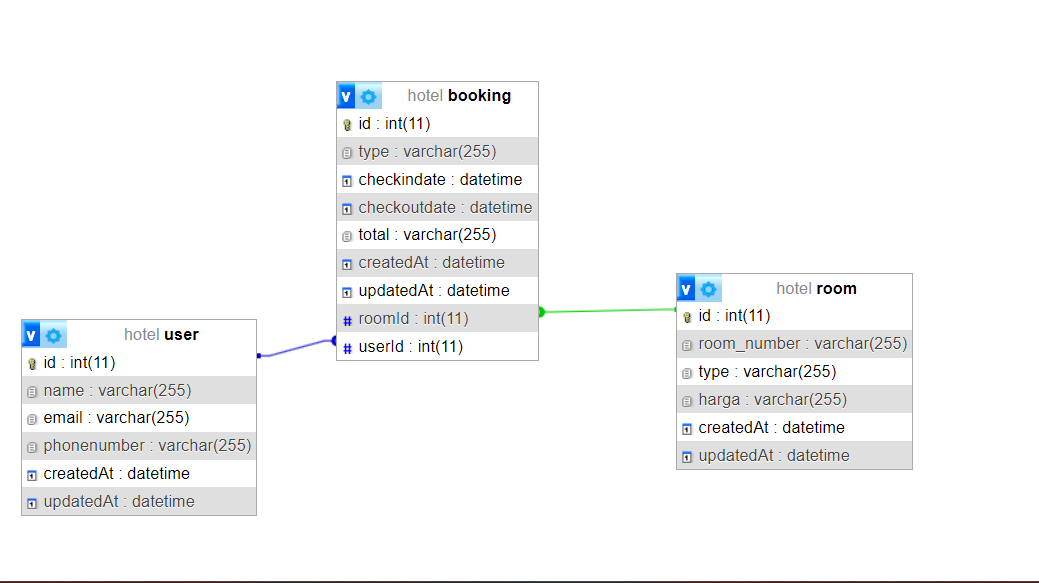 v hotel booking
id : int(11)
type : varchar(255)
checkindate : datetime
checkoutdate : datetime
total : varchar(255)
createdAt : datetime
updatedAt : datetime
# roomId : int(11)
# userId : int(11)
v hotel room
id : int(11)
room_number : varchar(255)
type : varchar(255)
harga : varchar(255)
createdAt : datetime
updatedAt : datetime
v hotel user
id : int(11)
name : varchar(255)
email : varchar(255)
phonenumber : varchar(255)
createdAt : datetime
updatedAt : datetime